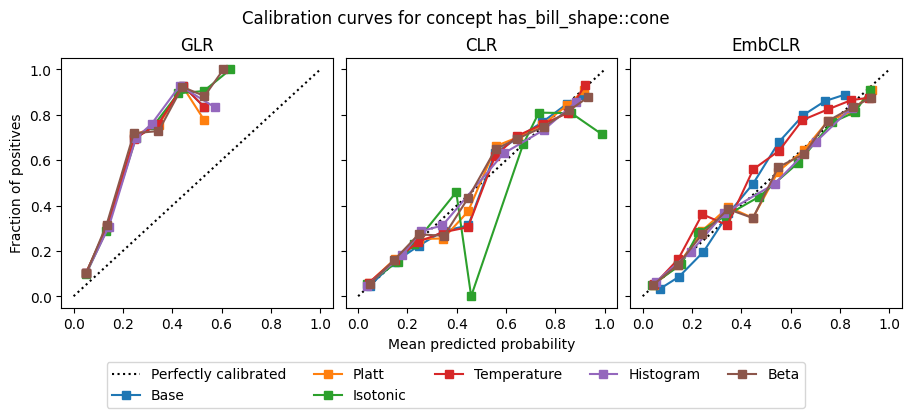 Calibration curves for concept has_bill_shape::cone
GLR
CLR
EmbCLR
Fraction of positives
1.0
0.8
0.6
0.4
0.2
0.0
0.0 0.2 0.4 0.6 0.8 1.0
0.0 0.2 0.4 0.6 0.8 1.0
0.0 0.2 0.4 0.6 0.8 1.0
Mean predicted probability
Perfectly calibrated
Base
Platt
Isotonic
Temperature
Histogram
Beta